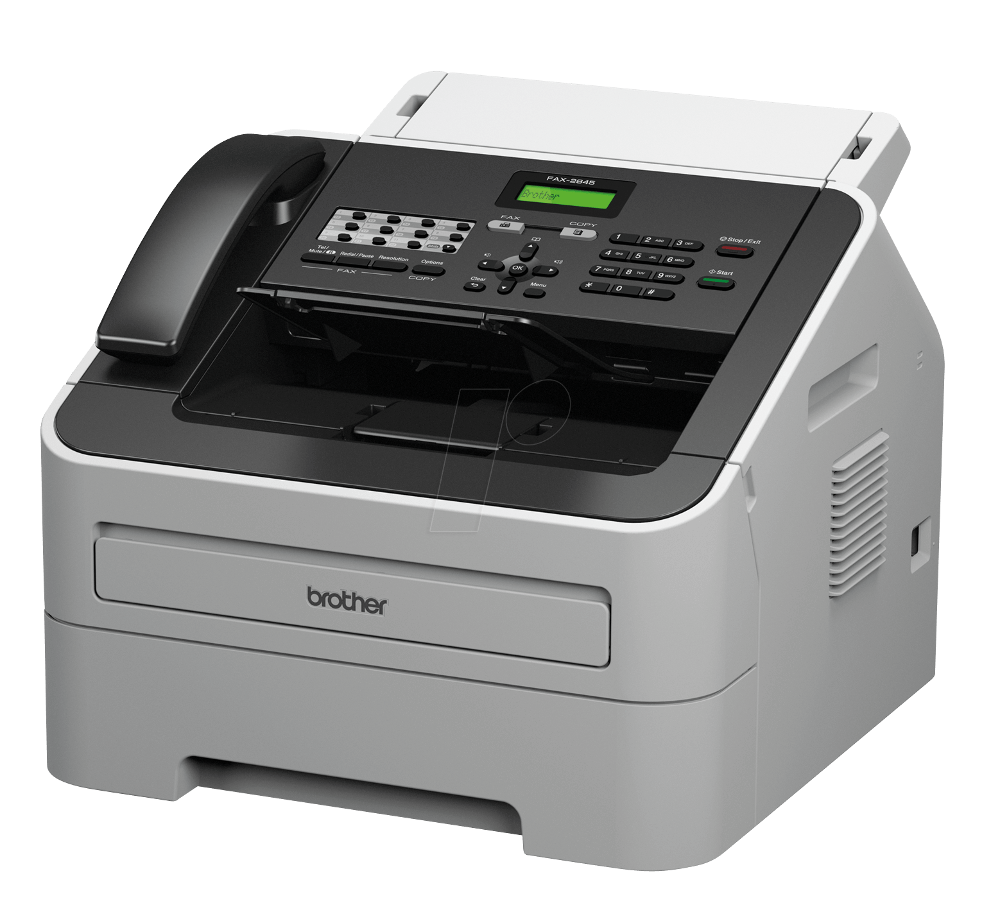 FAX-2845
Brother
FAX
COPY
Tel/
Mute/R
Redial/Pause
Resolution
Options
FAX
COPY
Shift
Clear
OK
Menu
1
2 ABC
3 DEF
4 GHI
5 JKL
6 MNO
7 PQRS
8 TUV
9 WXYZ
*
0
#
Stop/Exit
Start
brother